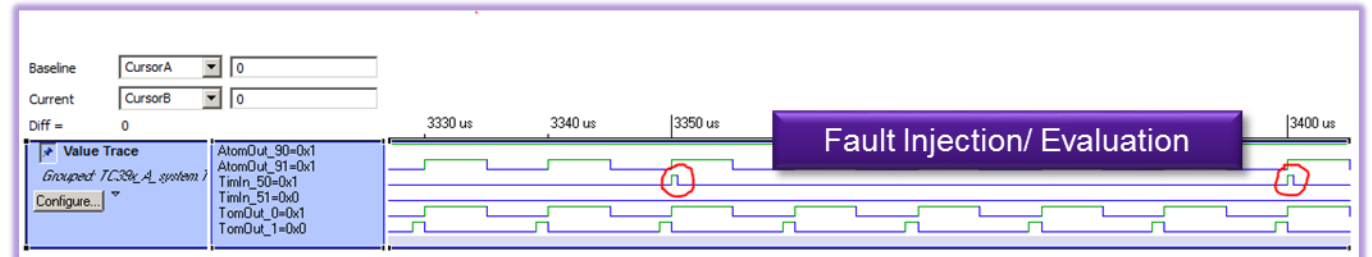 Baseline CursorA 0
Current CursorB 0
Diff = 0
3330 us 3340 us 3350 us 3400 us
Fault Injection/ Evaluation
Value Trace
Grouped: TC39x_A_system.T
Configure...
AtomOut_90=0x1
AtomOut_91=0x1
TimIn_50=0x1
TimIn_51=0x0
TomOut_0=0x1
TomOut_1=0x0